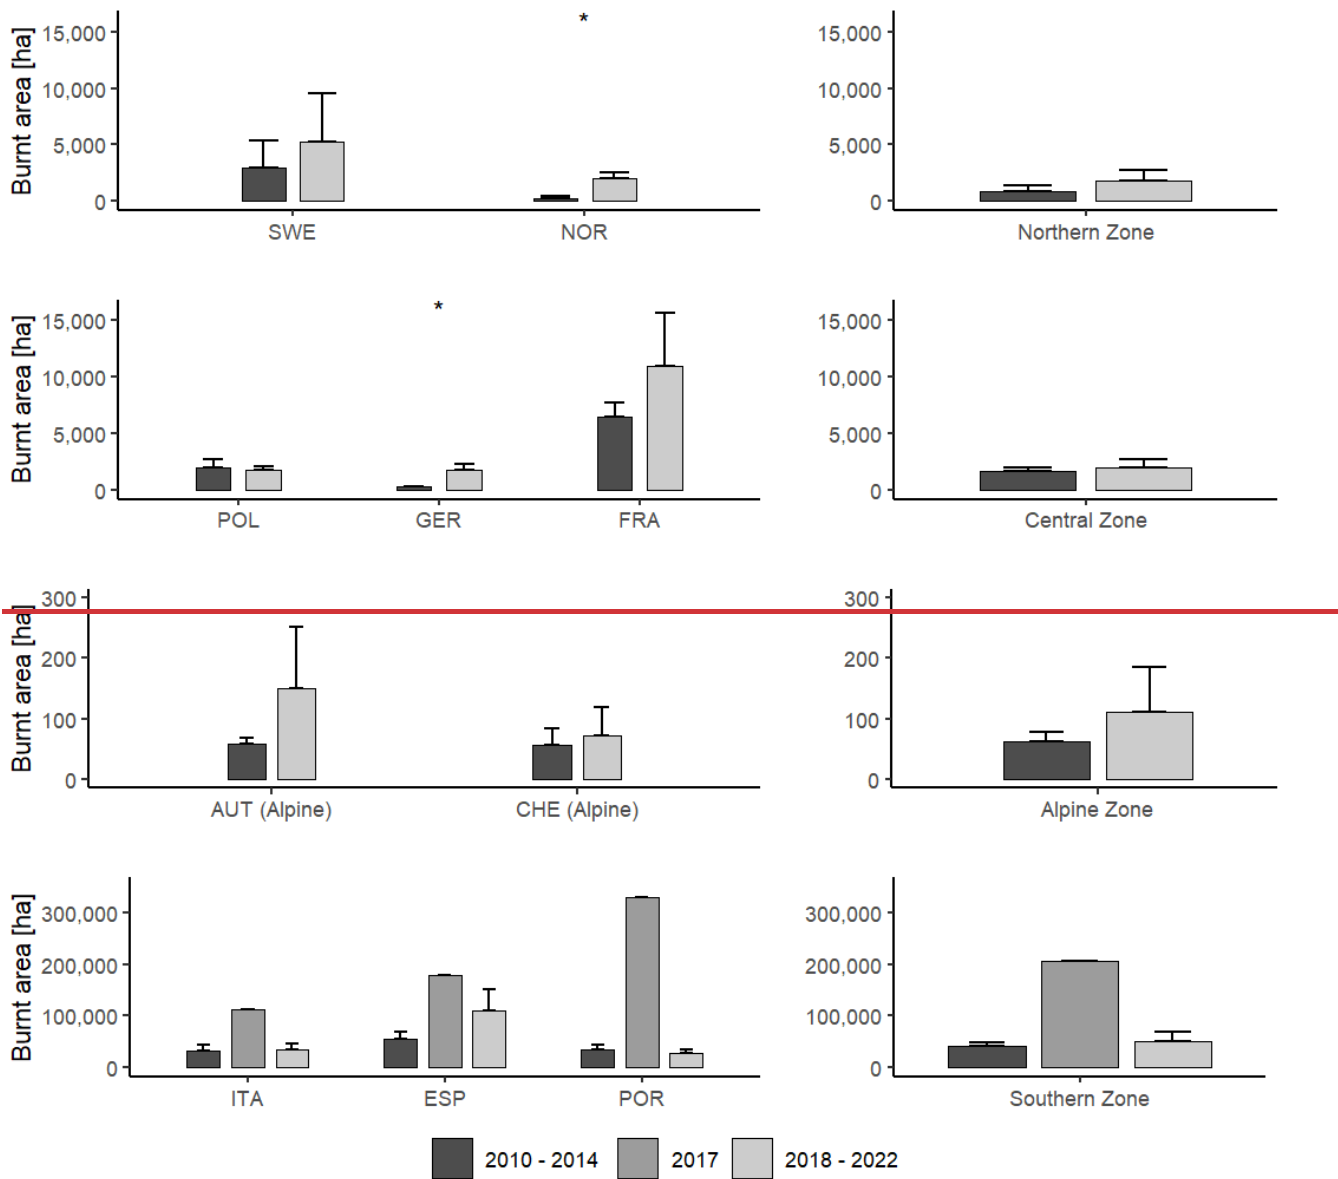 Burnt area [ha]
15,000
10,000
5,000
0
*
SWE
NOR
15,000
10,000
5,000
0
Northern Zone
Burnt area [ha]
15,000
10,000
5,000
0
*
POL
GER
FRA
15,000
10,000
5,000
0
Central Zone
Burnt area [ha]
300
200
100
0
AUT (Alpine)
CHE (Alpine)
300
200
100
0
Alpine Zone
Burnt area [ha]
300,000
200,000
100,000
0
ITA
ESP
POR
300,000
200,000
100,000
0
Southern Zone
2010 - 2014
2017
2018 - 2022